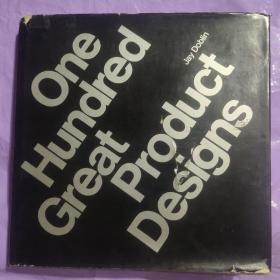 One
Hundred
Great
Product
Designs
Jay Doblin